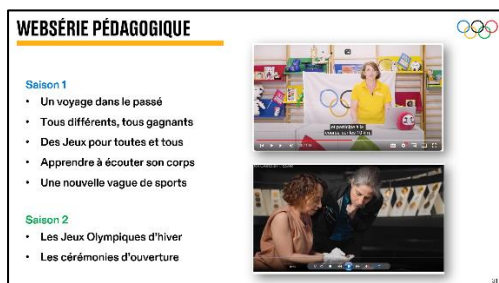 WEBSÉRIE PÉDAGOGIQUE
Saison 1
• Un voyage dans le passé
• Tous différents, tous gagnants
• Des Jeux pour toutes et tous
• Apprendre à écouter son corps
• Une nouvelle vague de sports
Saison 2
• Les Jeux Olympiques d'hiver
• Les cérémonies d'ouverture